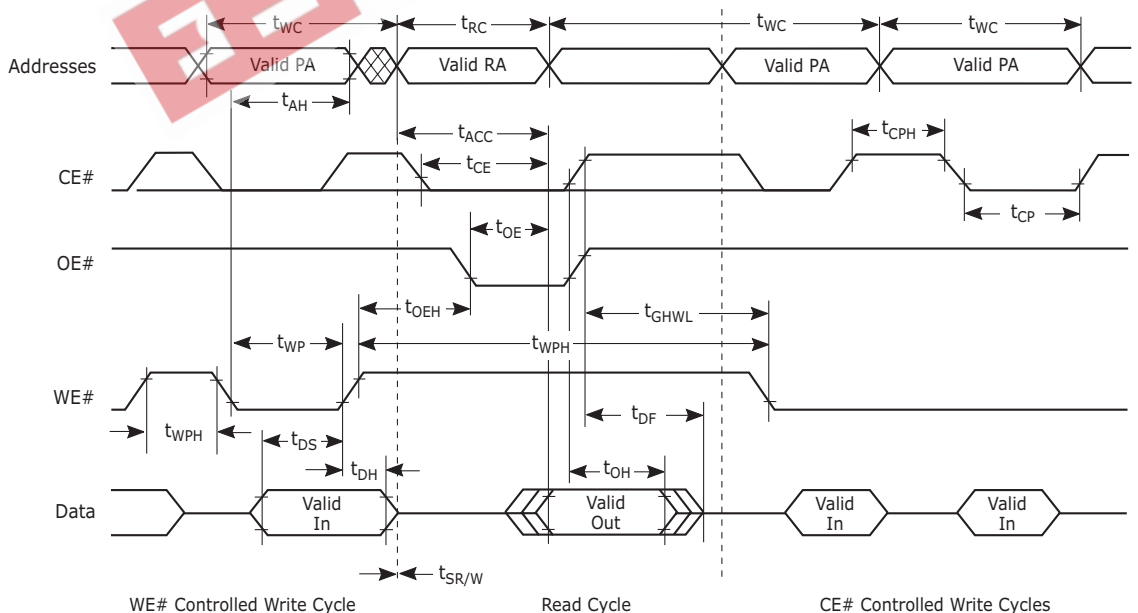 tWC tRC tWC tWC
Addresses Valid PA Valid RA Valid PA Valid PA
tAH
tACC tCPH
CE# tCE
tCP
tOE
OE#
tOEH tGHWL
tWP tWPH
WE#
tWPH tDS tDF
tDH tOH
Data Valid In Valid Out Valid In Valid In
tSR/W
WE# Controlled Write Cycle Read Cycle CE# Controlled Write Cycles